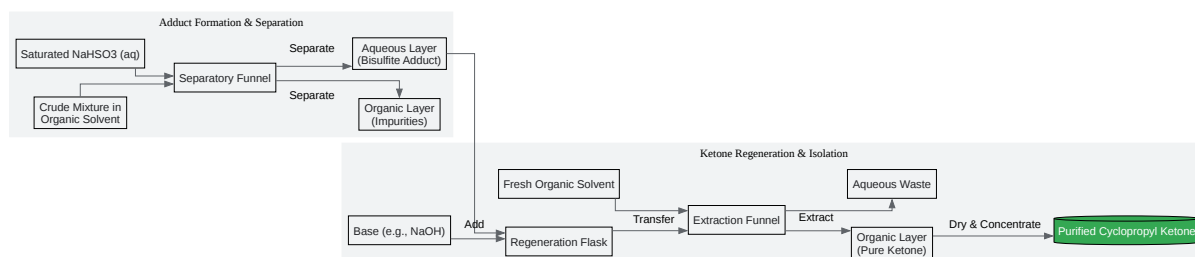 Adduct Formation & Separation
Saturated NaHSO3 (aq)
Separate
Aqueous Layer
(Bisulfite Adduct)
Separatory Funnel
Separate
Crude Mixture in
Organic Solvent
Organic Layer
(Impurities)
Ketone Regeneration & Isolation
Fresh Organic Solvent
Aqueous Waste
Base (e.g., NaOH)
Add
Regeneration Flask
Transfer
Extraction Funnel
Extract
Organic Layer
(Pure Ketone)
Dry & Concentrate
Purified Cyclopropyl Ketone